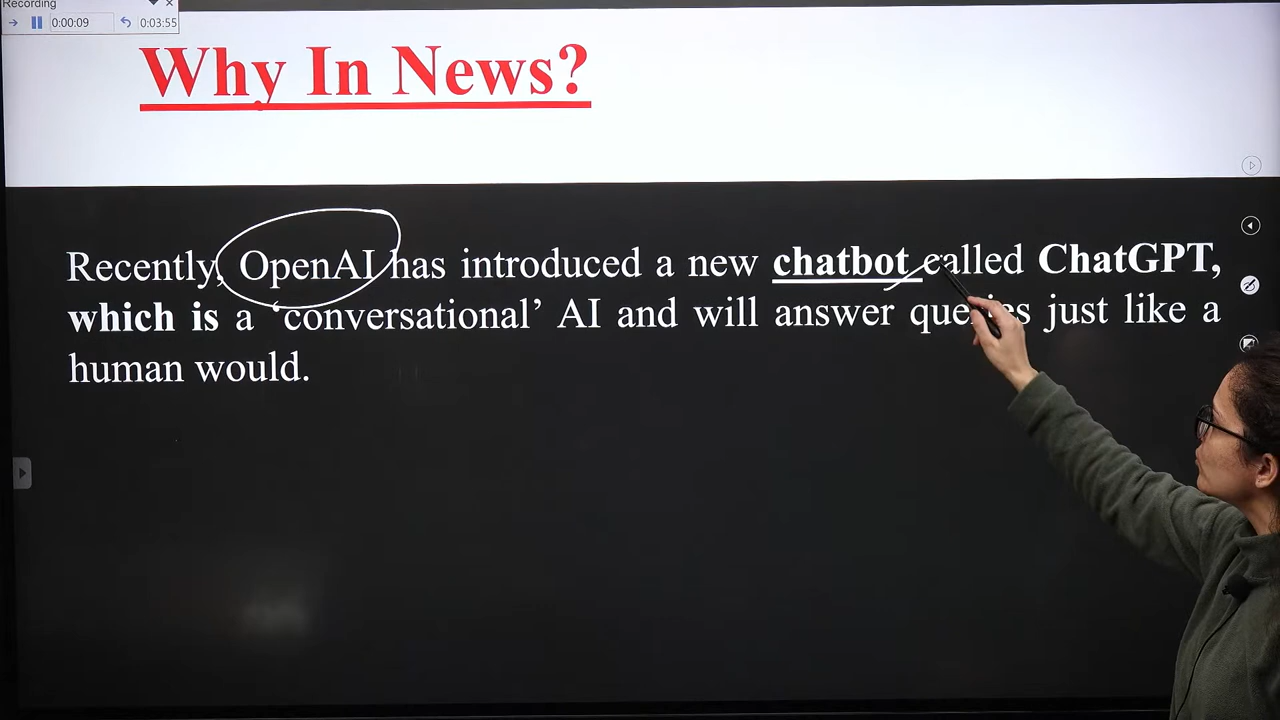 Recording
0:00:09
0:03:55
Why In News?
Recently, OpenAI has introduced a new chatbot called ChatGPT,
which is a ‘conversational’ AI and will answer queries just like a
human would.